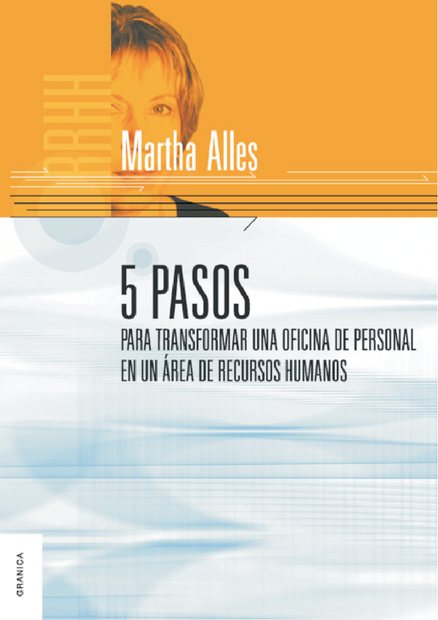 RRHH
Martha Alles
5 PASOS
PARA TRANSFORMAR UNA OFICINA DE PERSONAL
EN UN ÁREA DE RECURSOS HUMANOS
GRANICA